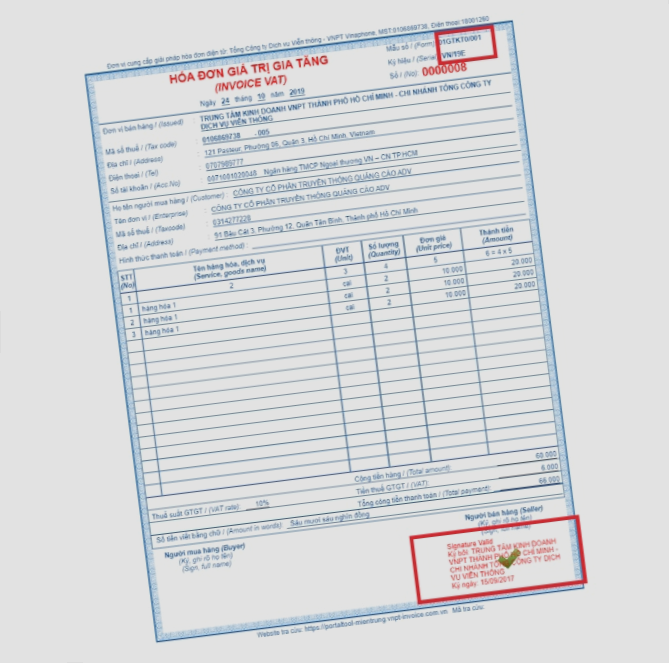 Đơn vị cung cấp giải pháp hóa đơn điện tử: Tổng Công ty Dịch vụ Viễn thông - VNPT Vinaphone, MST:0106869738, Điện thoại 18001260
HÓA ĐƠN GIÁ TRỊ GIA TĂNG
(INVOICE VAT)
Ngày 24 tháng 10 năm 2019
Mẫu số / (Form) 01GTKT0/001
Ký hiệu / (Serial) VN/19E
Số / (No) 0000008
Đơn vị bán hàng / (Issued) : TRUNG TÂM KINH DOANH VNPT THÀNH PHỐ HỒ CHÍ MINH - CHI NHÁNH TỔNG CÔNG TY
DỊCH VỤ VIỄN THÔNG
Mã số thuế / (Tax code) : 0106869738 - 005
Địa chỉ / (Address) : 121 Pasteur, Phường 06, Quận 3, Hồ Chí Minh, Vietnam
Điện thoại / (Tel) : 0707989777
Số tài khoản / (Acc.No) : 0071001020048 Ngân hàng TMCP Ngoại thương VN – CN TP.HCM
Họ tên người mua hàng / (Customer) : CÔNG TY CỔ PHẦN TRUYỀN THÔNG QUẢNG CÁO ADV
Tên đơn vị / (Enterprise) : CÔNG TY CỔ PHẦN TRUYỀN THÔNG QUẢNG CÁO ADV
Mã số thuế / (Taxcode) : 0314277228
Địa chỉ / (Address) : 51 Bàu Cát 3, Phường 12, Quận Tân Bình, Thành phố Hồ Chí Minh
Hình thức thanh toán / (Payment method) :
STT (No) Tên hàng hóa, dịch vụ (Service, goods name) ĐVT (Unit) Số lượng (Quantity) Đơn giá (Unit price) Thành tiền (Amount)
1 2 3 4 5 6 = 4 x 5
1 hàng hóa 1 cai 2 10.000 20.000
2 hàng hóa 1 cai 2 10.000 20.000
3 hàng hóa 1 cai 2 10.000 20.000
Cộng tiền hàng / (Total amount): 60.000
Thuế suất GTGT / (VAT rate) 10% Tiền thuế GTGT / (VAT): 6.000
Tổng cộng tiền thanh toán / (Total payment) 66.000
Số tiền viết bằng chữ / (Amount in words) Sáu mươi sáu nghìn đồng
Người mua hàng (Buyer)
(Ký, ghi rõ họ tên)
(Sign, full name)
Người bán hàng (Seller)
(Ký, ghi rõ họ tên)
(Sign, full name)
Signature Valid
Ký bởi: TRUNG TÂM KINH DOANH
VNPT THÀNH PHỐ HỒ CHÍ MINH -
CHI NHÁNH TỔNG CÔNG TY DỊCH
VỤ VIỄN THÔNG
Ký ngày: 15/09/2017
Website tra cứu: https://portaltool-mientrung.vnpt-invoice.com.vn Mã tra cứu: